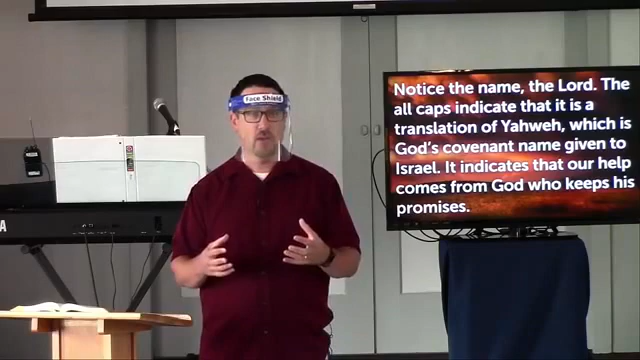 Face Shield
Notice the name, the Lord. The
all caps indicate that it is a
translation of Yahweh, which is
God's covenant name given to
Israel. It indicates that our help
comes from God who keeps his
promises.